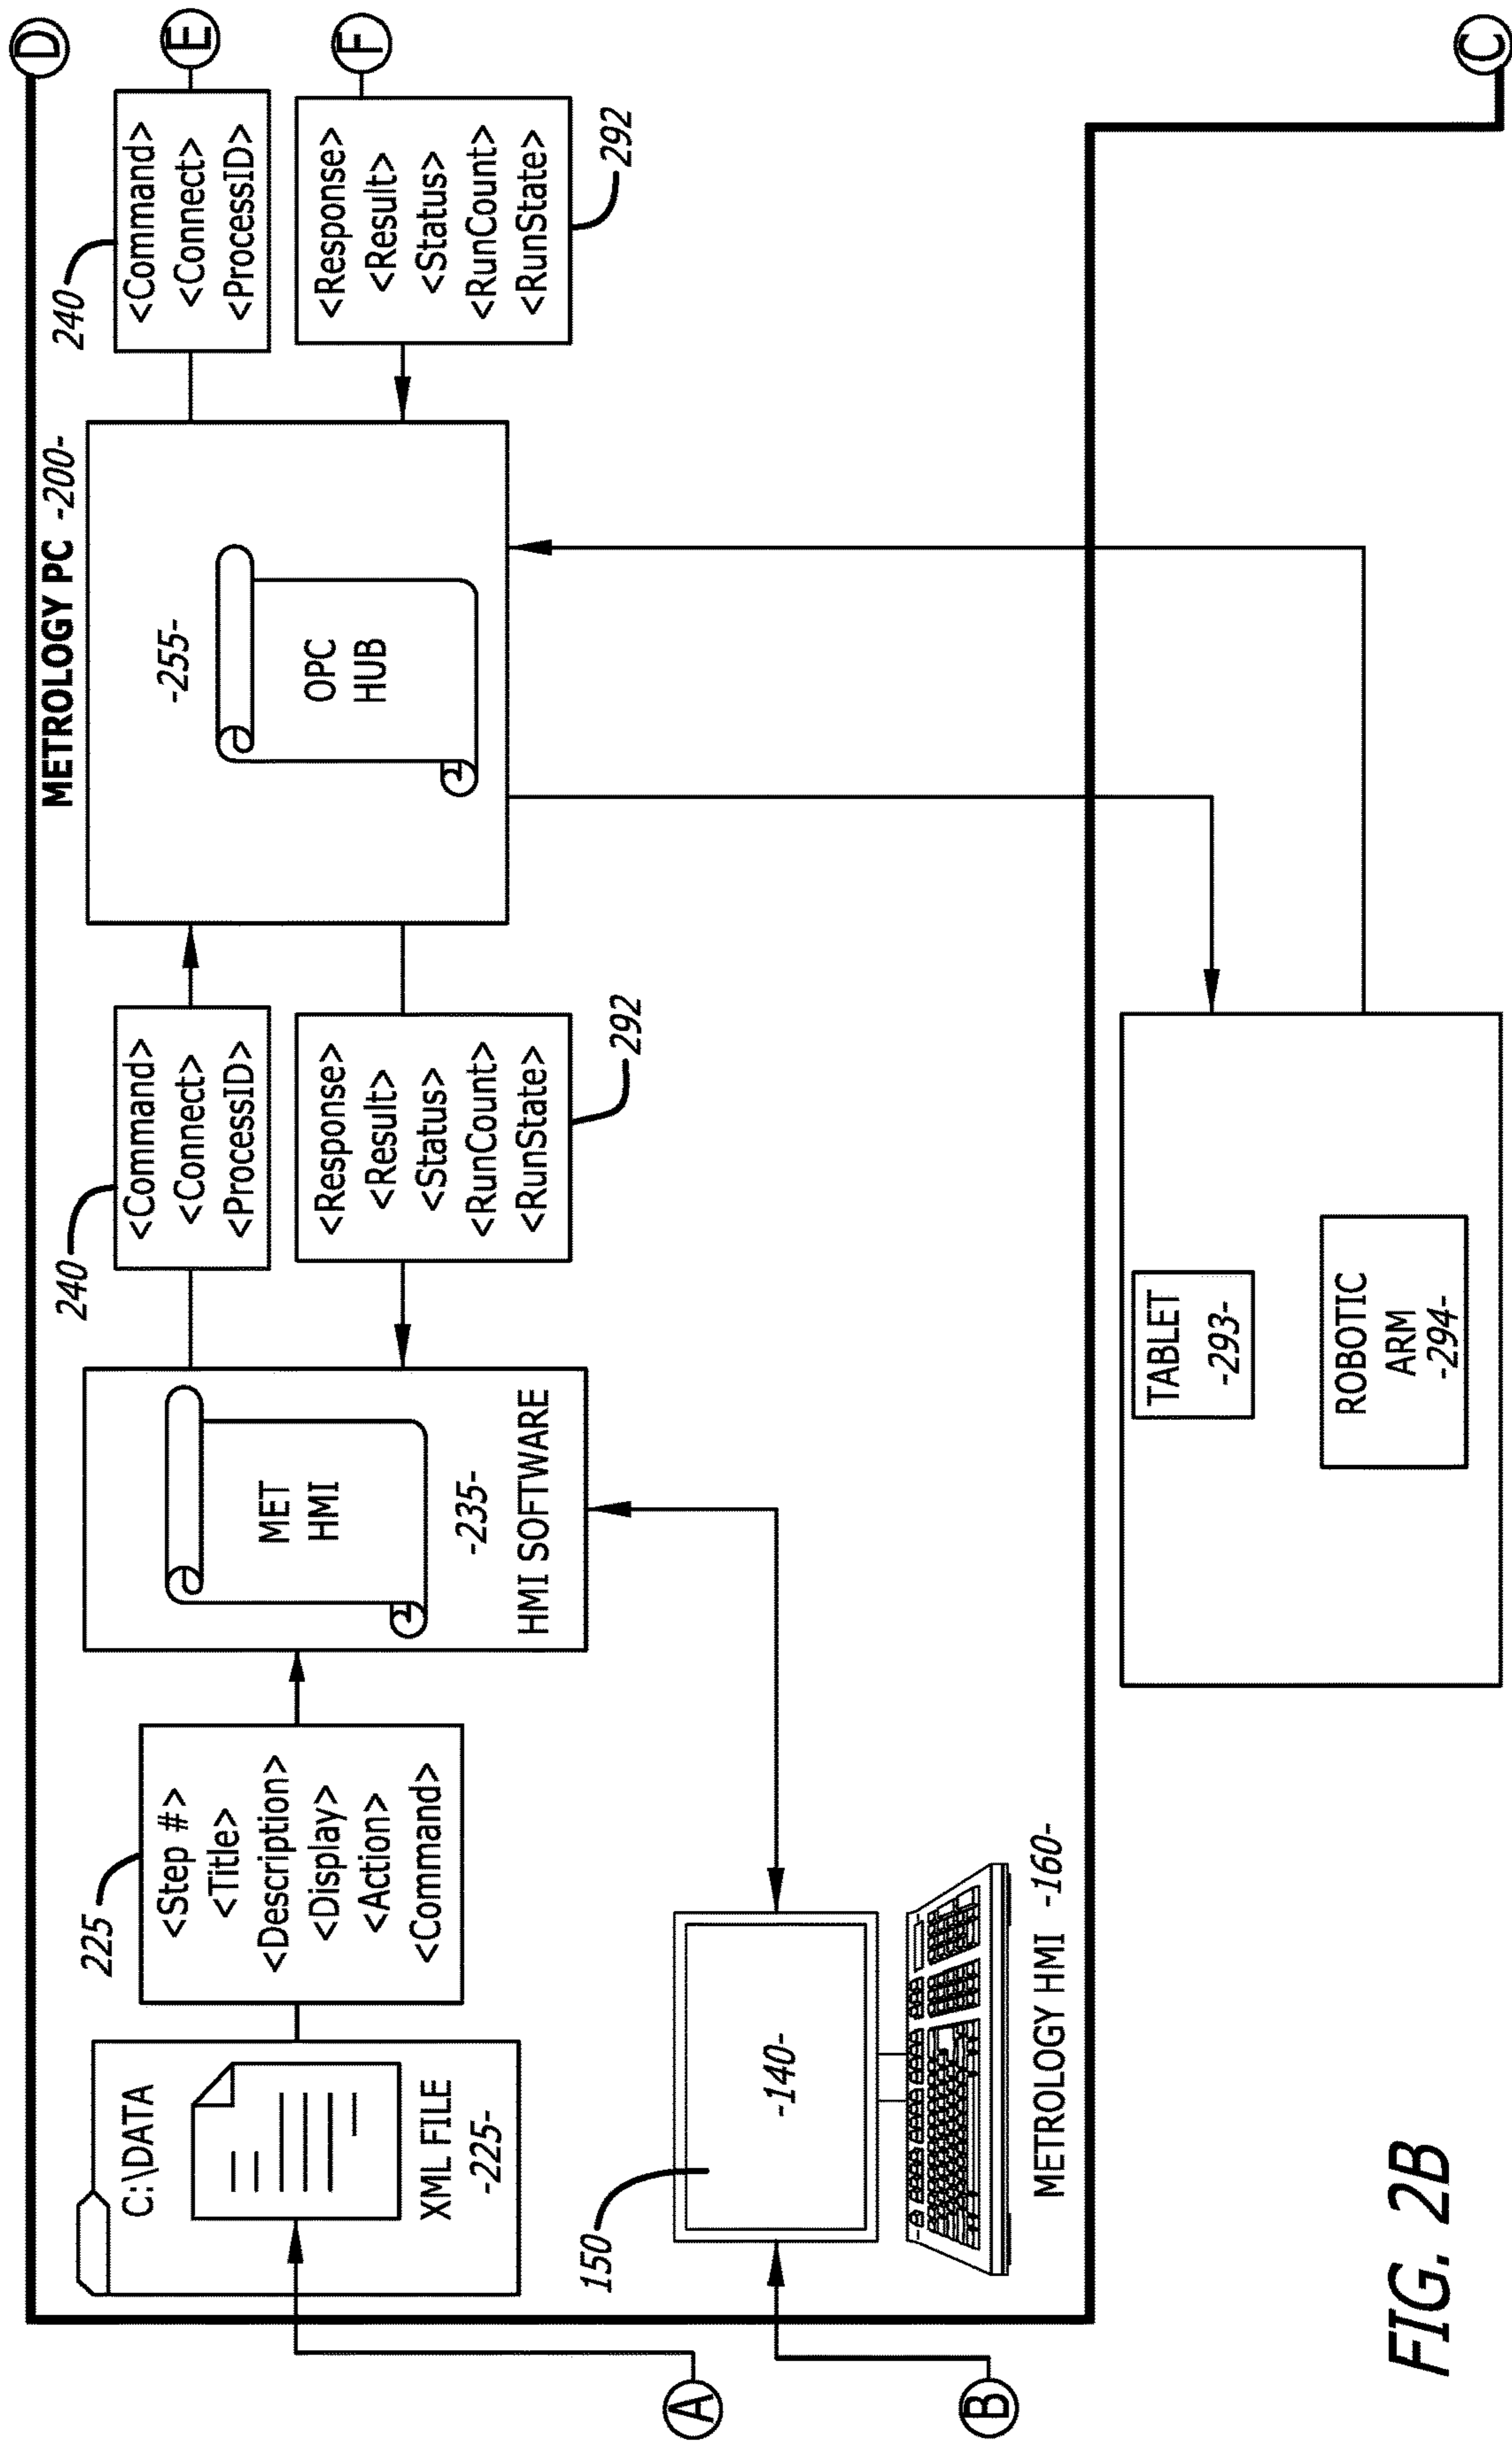 METROLOGY PC -200-
D
C:\DATA
XML FILE
-225-
225
<Step #>
<Title>
<Description>
<Display>
<Action>
<Command>
MET
HMI
-235-
HMI SOFTWARE
240
<Command>
<Connect>
<ProcessID>
<Response>
<Result>
<Status>
<RunCount>
<RunState>
292
-255-
OPC
HUB
240
<Command>
<Connect>
<ProcessID>
E
<Response>
<Result>
<Status>
<RunCount>
<RunState>
F
292
A
150
-140-
METROLOGY HMI -160-
B
TABLET
-293-
ROBOTIC
ARM
-294-
C
FIG. 2B